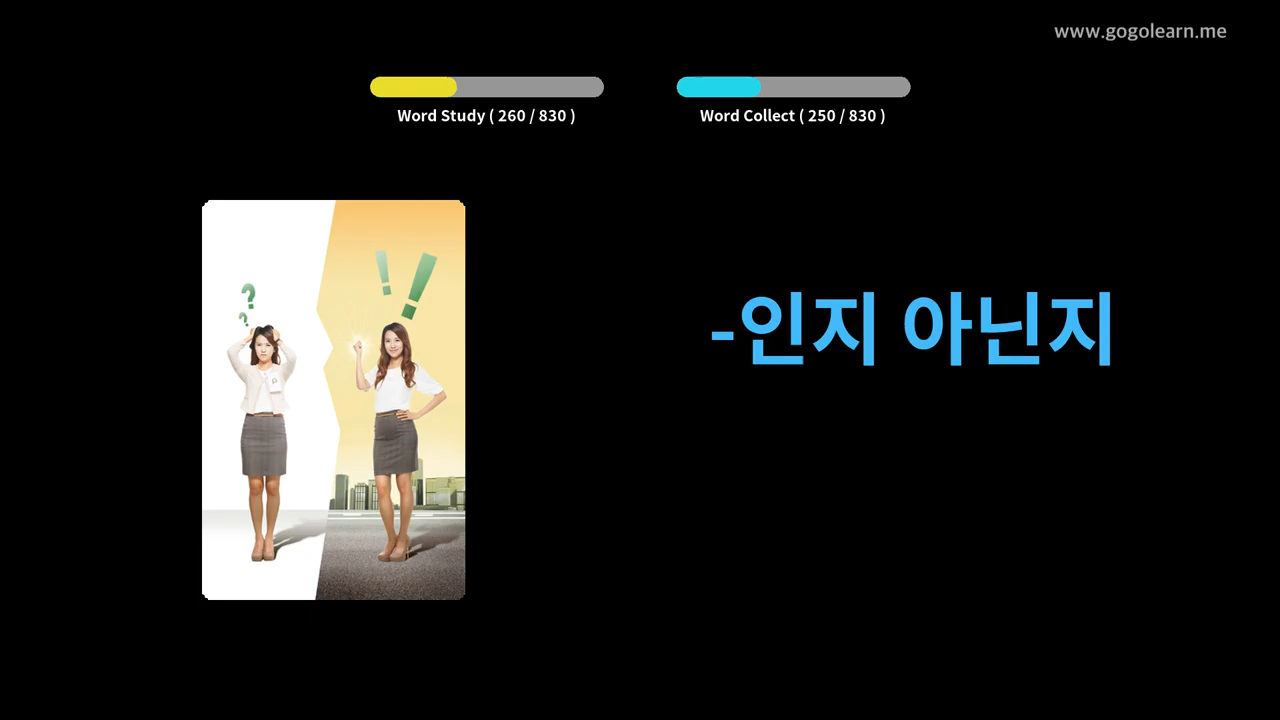 www.gogolearn.me
Word Study ( 260 / 830 )
Word Collect ( 250 / 830 )
? ?
! !
-인지 아닌지